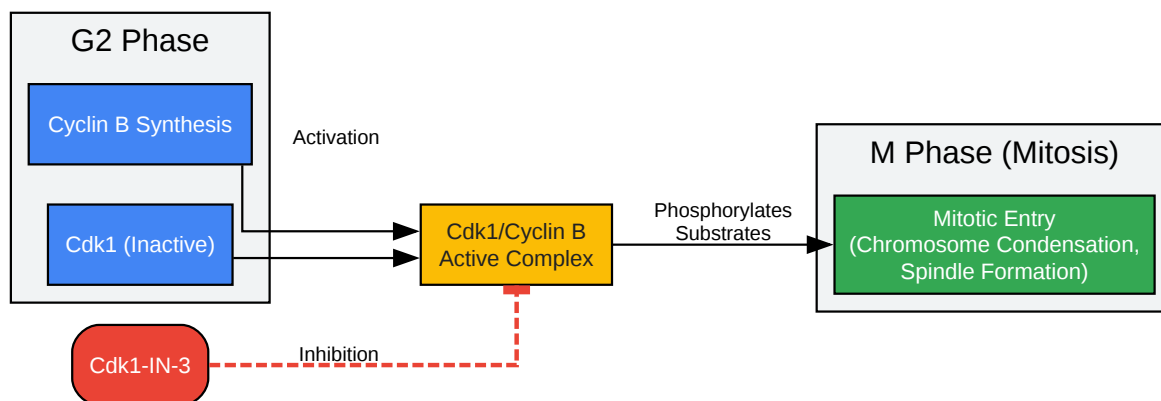 G2 Phase
Cyclin B Synthesis
Activation
Cdk1 (Inactive)
Cdk1/Cyclin B
Active Complex
Phosphorylates
Substrates
M Phase (Mitosis)
Mitotic Entry
(Chromosome Condensation,
Spindle Formation)
Cdk1-IN-3
Inhibition